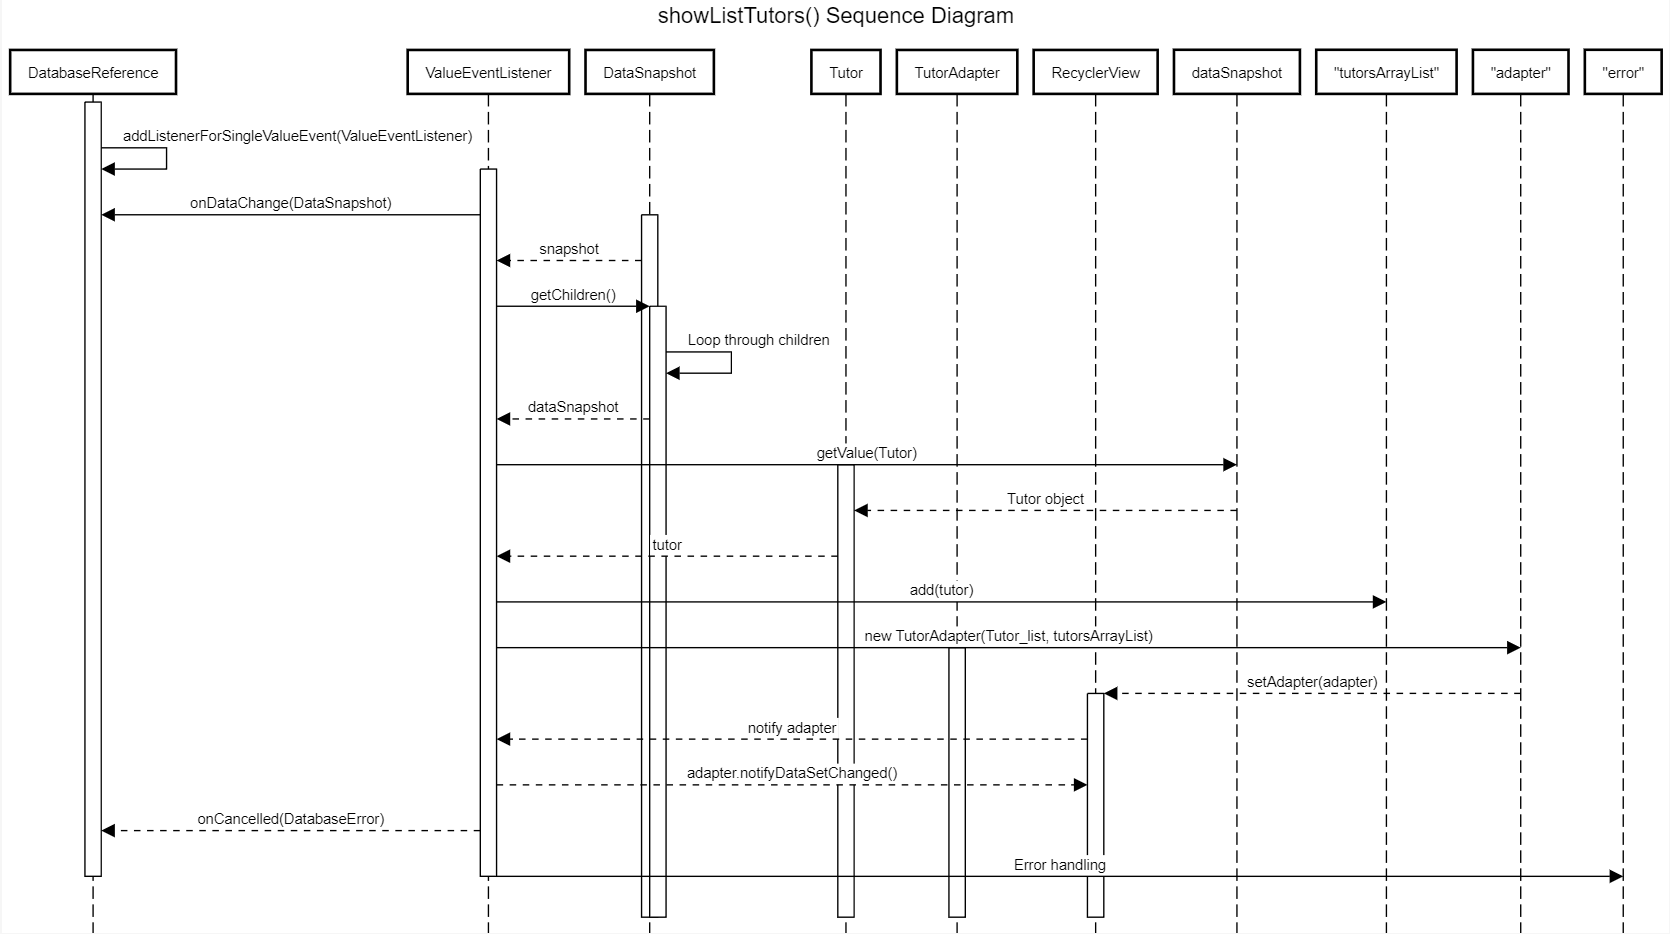 showListTutors() Sequence Diagram
DatabaseReference
ValueEventListener
DataSnapshot
Tutor
TutorAdapter
RecyclerView
dataSnapshot
"tutorsArrayList"
"adapter"
"error"
addListenerForSingleValueEvent(ValueEventListener)
onDataChange(DataSnapshot)
snapshot
getChildren()
Loop through children
dataSnapshot
getValue(Tutor)
Tutor object
tutor
add(tutor)
new TutorAdapter(Tutor_list, tutorsArrayList)
setAdapter(adapter)
notify adapter
adapter.notifyDataSetChanged()
onCancelled(DatabaseError)
Error handling